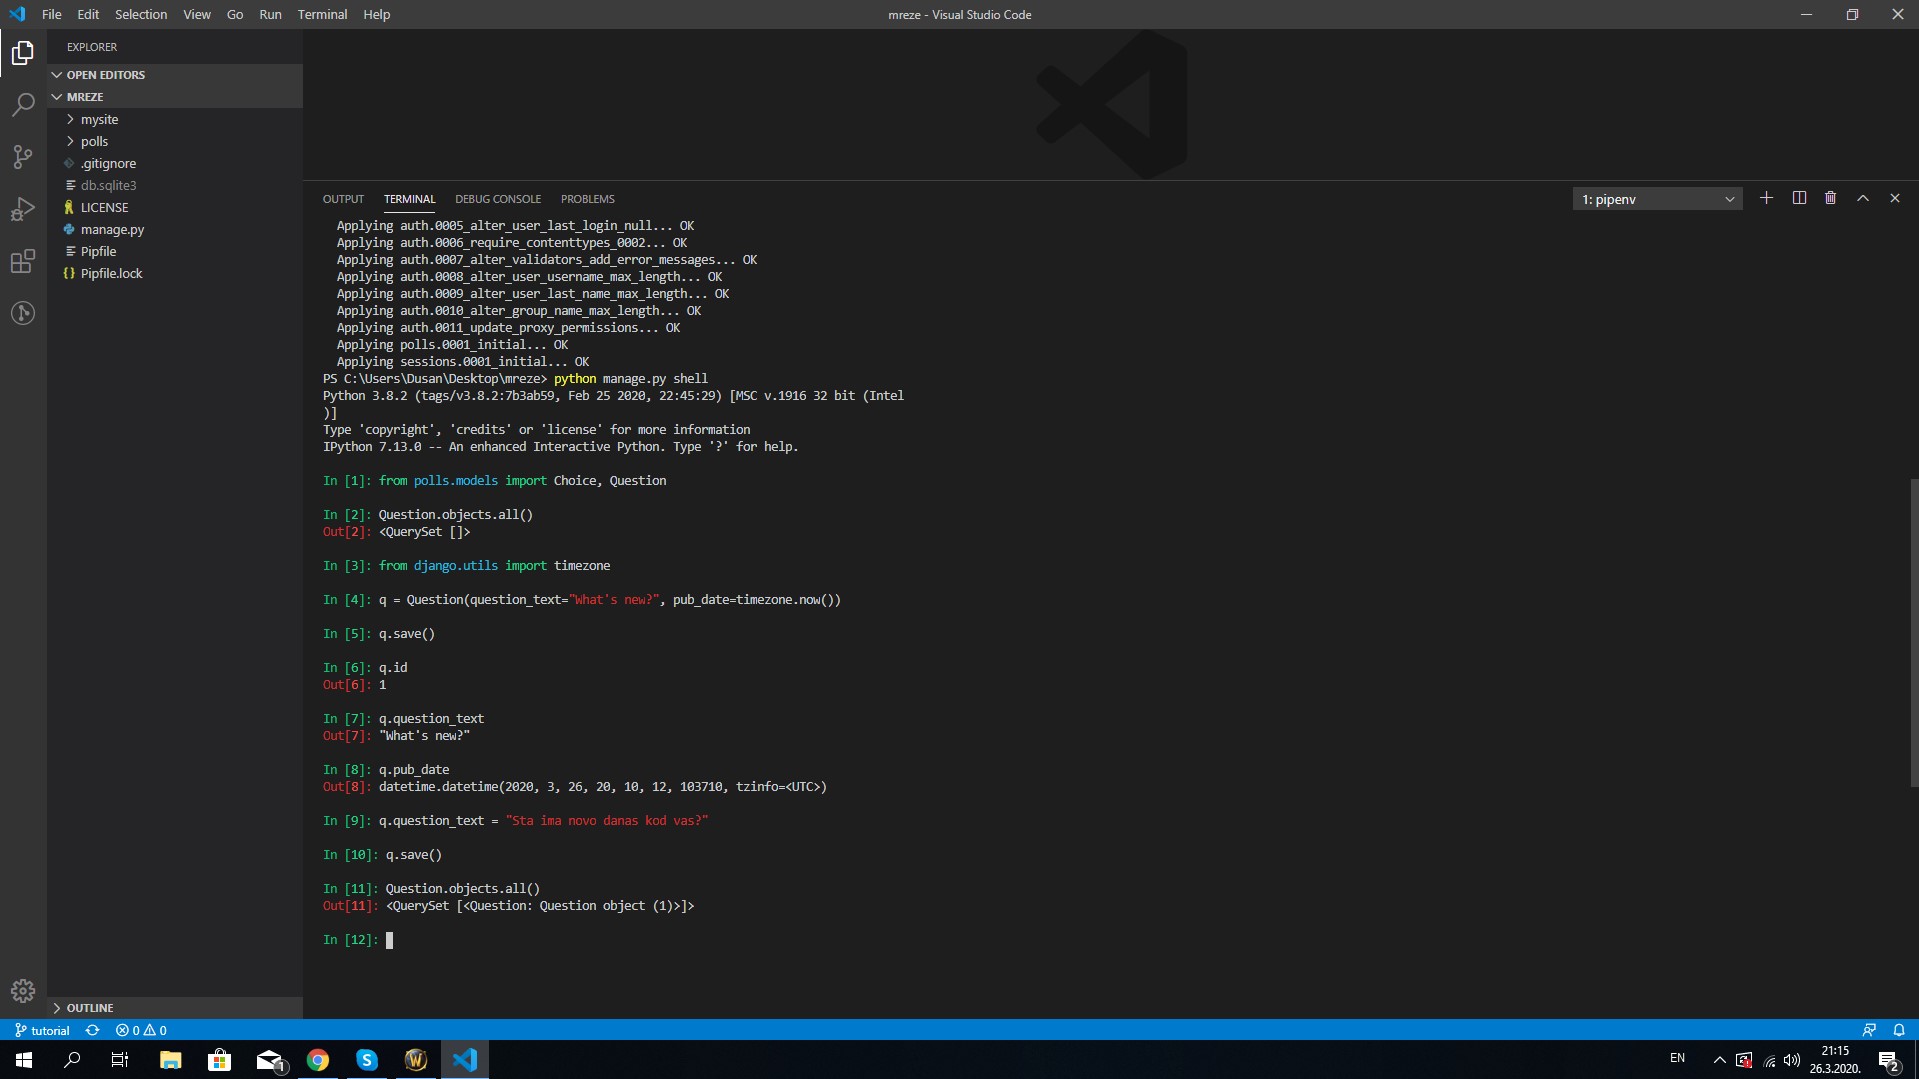 File Edit Selection View Go Run Terminal Help
mreze - Visual Studio Code
EXPLORER
OPEN EDITORS
MREZE
mysite
polls
.gitignore
db.sqlite3
LICENSE
manage.py
Pipfile
Pipfile.lock
OUTPUT TERMINAL DEBUG CONSOLE PROBLEMS
1: pipenv
Applying auth.0005_alter_user_last_login_null... OK
Applying auth.0006_require_contenttypes_0002... OK
Applying auth.0007_alter_validators_add_error_messages... OK
Applying auth.0008_alter_user_username_max_length... OK
Applying auth.0009_alter_user_last_name_max_length... OK
Applying auth.0010_alter_group_name_max_length... OK
Applying auth.0011_update_proxy_permissions... OK
Applying polls.0001_initial... OK
Applying sessions.0001_initial... OK
PS C:\Users\Dusan\Desktop\mreze> python manage.py shell
Python 3.8.2 (tags/v3.8.2:7b3ab59, Feb 25 2020, 22:45:29) [MSC v.1916 32 bit (Intel
)]
Type 'copyright', 'credits' or 'license' for more information
IPython 7.13.0 -- An enhanced Interactive Python. Type '?' for help.
In [1]: from polls.models import Choice, Question
In [2]: Question.objects.all()
Out[2]: <QuerySet []>
In [3]: from django.utils import timezone
In [4]: q = Question(question_text="What's new?", pub_date=timezone.now())
In [5]: q.save()
In [6]: q.id
Out[6]: 1
In [7]: q.question_text
Out[7]: "What's new?"
In [8]: q.pub_date
Out[8]: datetime.datetime(2020, 3, 26, 20, 10, 12, 103710, tzinfo=<UTC>)
In [9]: q.question_text = "Sta ima novo danas kod vas?"
In [10]: q.save()
In [11]: Question.objects.all()
Out[11]: <QuerySet [<Question: Question object (1)>]>
In [12]:
OUTLINE
tutorial 0 0
1
S
W
EN
21:15
26.3.2020.
2